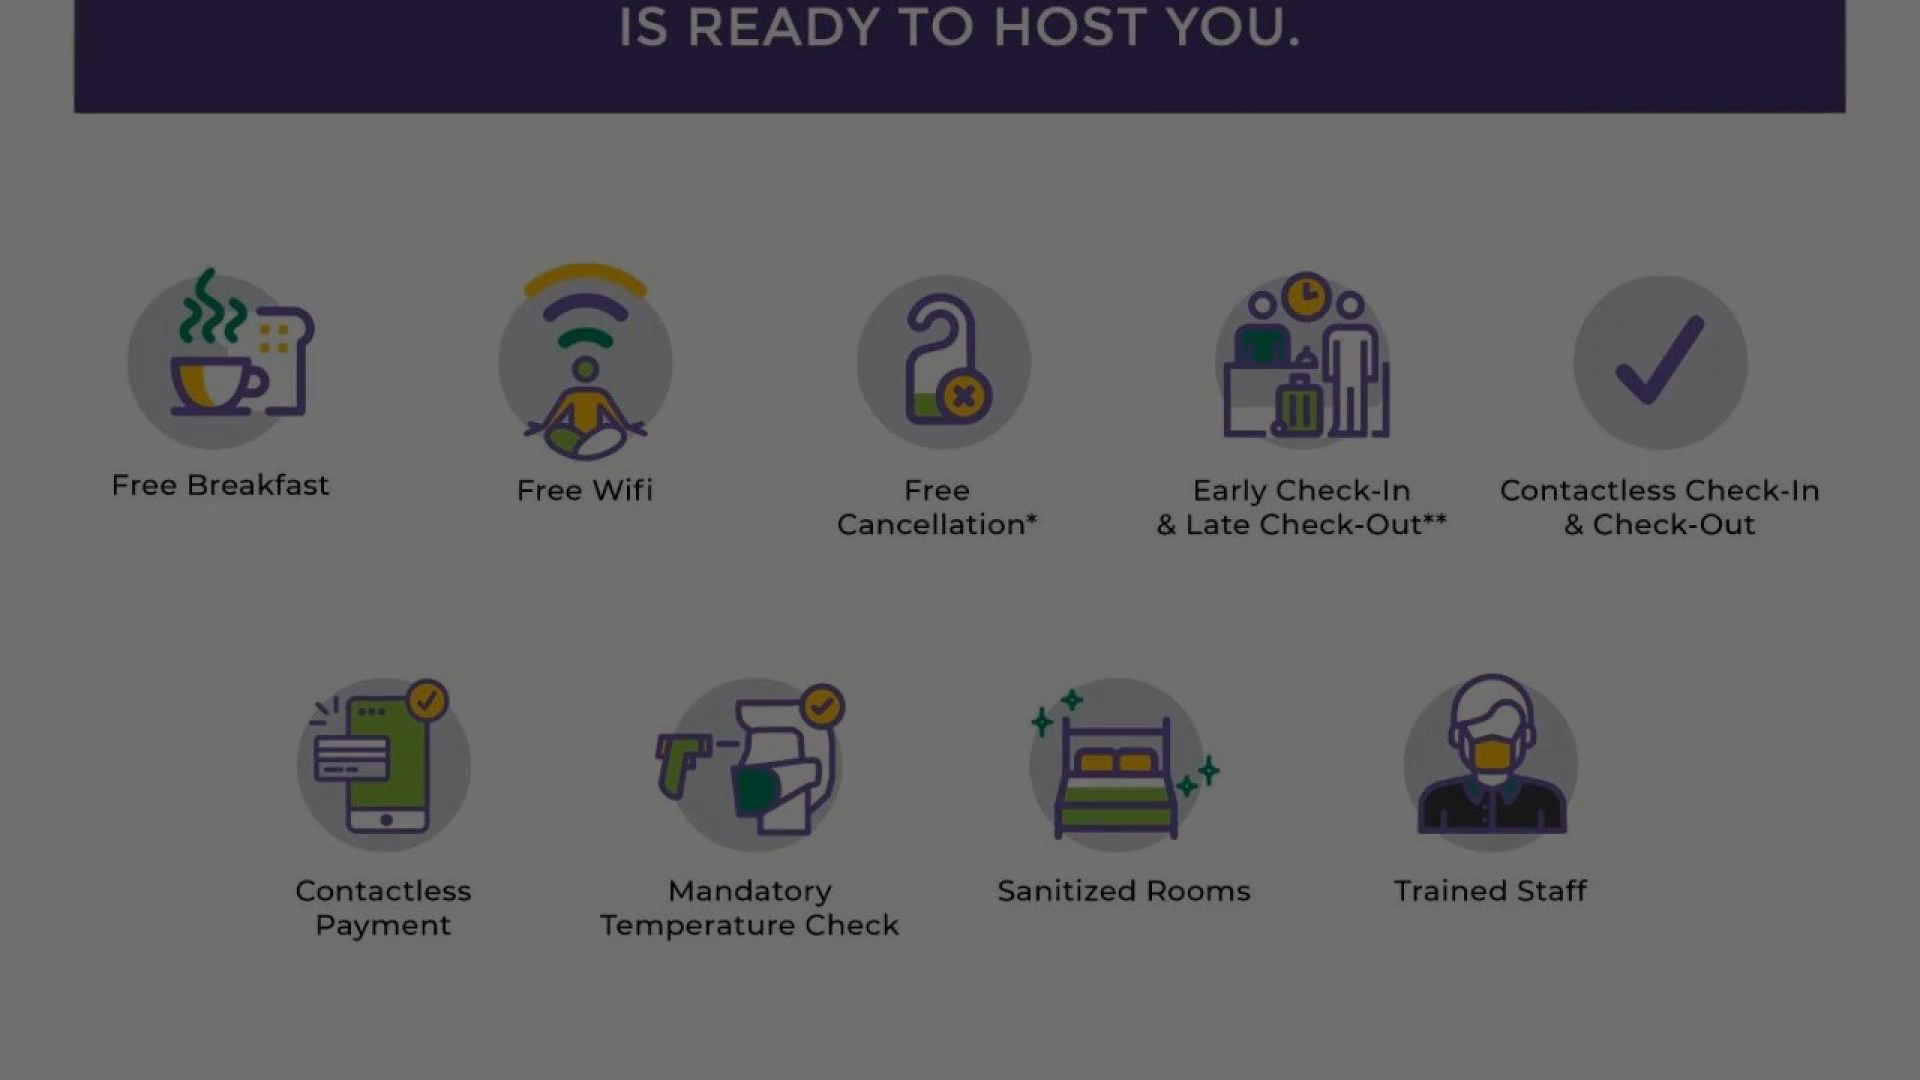 IS READY TO HOST YOU.
Free Breakfast
Free Wifi
Free
Cancellation*
Early Check-In
& Late Check-Out**
Contactless Check-In
& Check-Out
Contactless
Payment
Mandatory
Temperature Check
Sanitized Rooms
Trained Staff